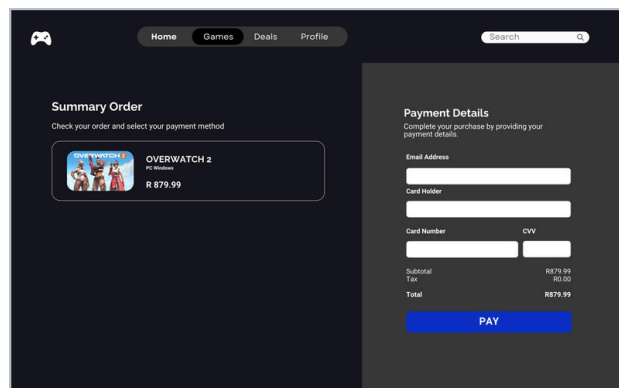 Home Games Deals Profile
Search
Summary Order
Check your order and select your payment method
OVERWATCH 2
OVERWATCH 2
PC Windows
R 879.99
Payment Details
Complete your purchase by providing your
payment details.
Email Address
Card Holder
Card Number CVV
Subtotal R879.99
Tax R0.00
Total R879.99
PAY